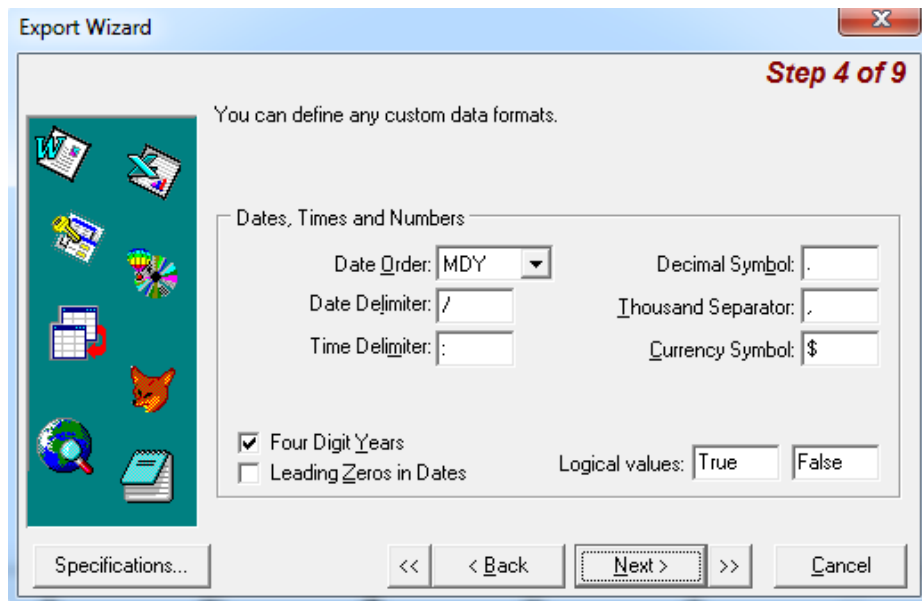 Export Wizard
Step 4 of 9
You can define any custom data formats.
Dates, Times and Numbers
Date Order: MDY
Decimal Symbol: .
Date Delimiter: /
Thousand Separator: ,
Time Delimiter: :
Currency Symbol: $
Four Digit Years
Leading Zeros in Dates
Logical values: True False
Specifications...
<< < Back Next > >> Cancel